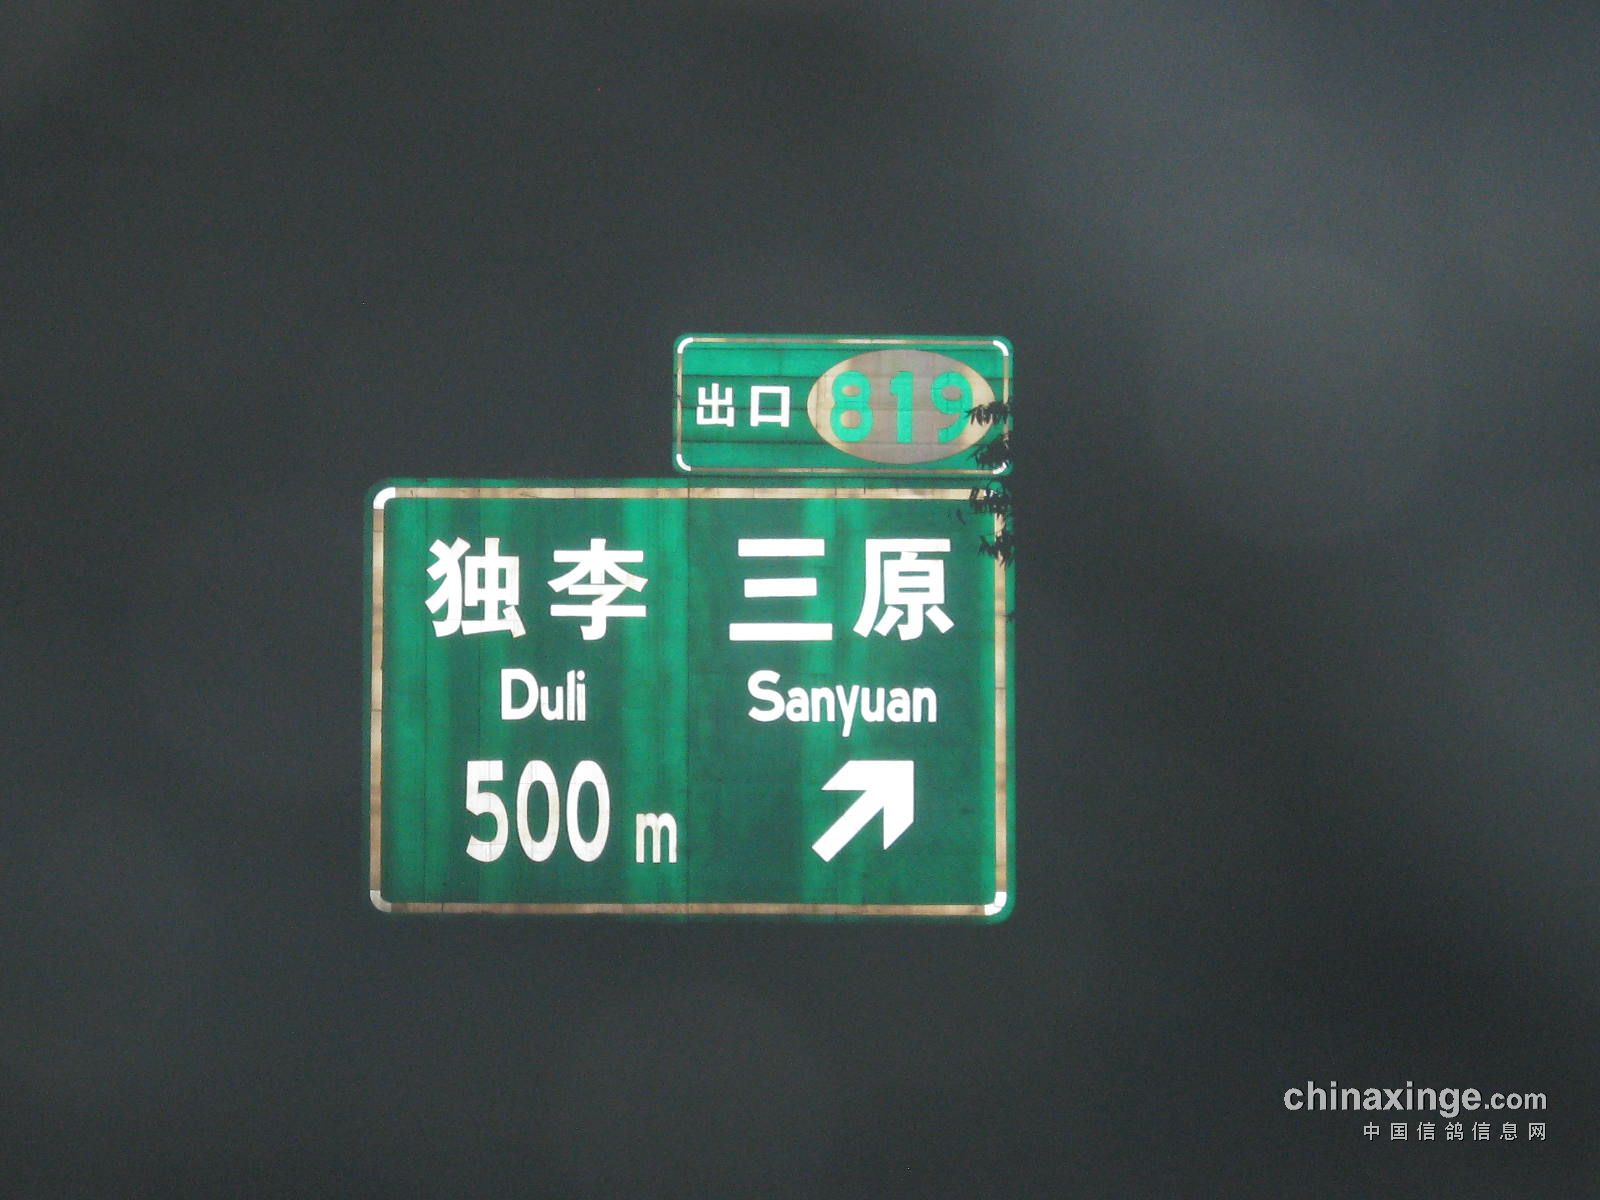 出口 819
独李 三原
Duli Sanyuan
500 m
chinaxinge.com
中国信鸽信息网